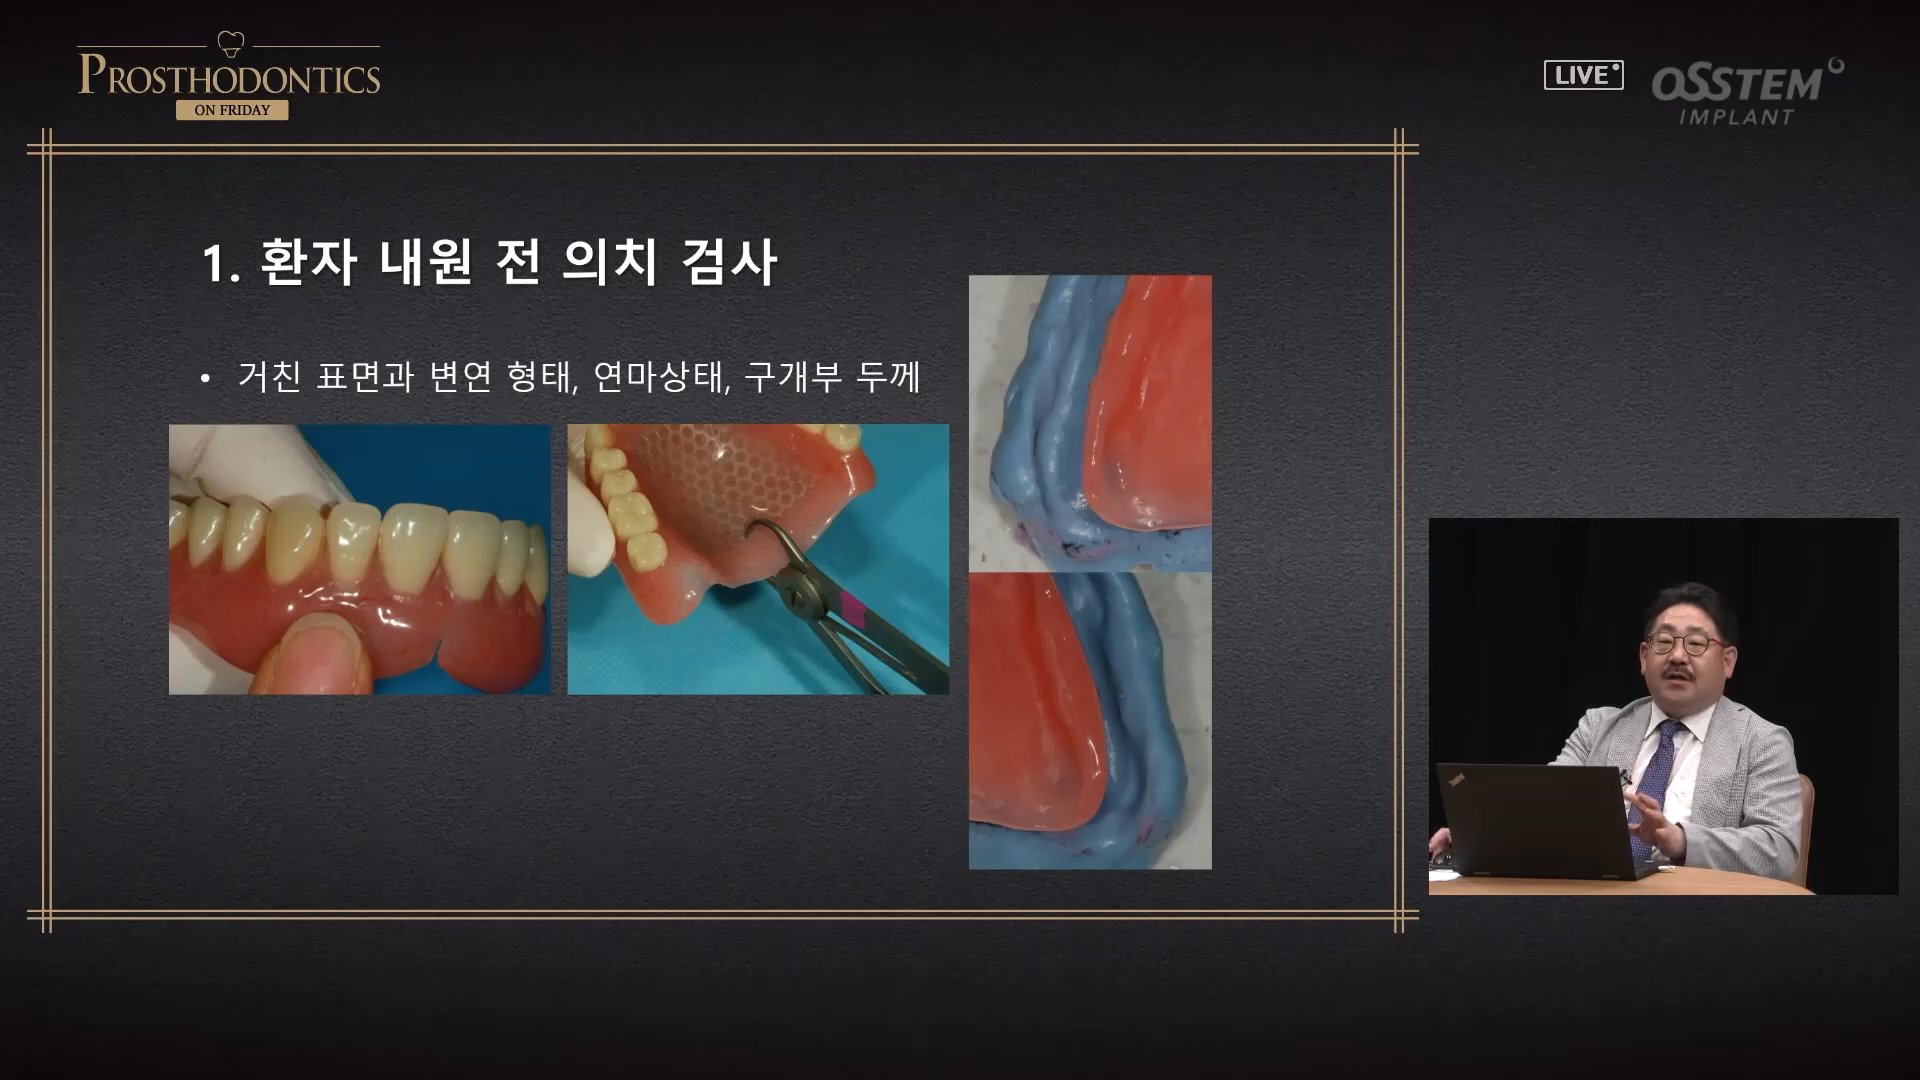 PROSTHODONTICS
ON FRIDAY
LIVE
OSSTEM
IMPLANT
1. 환자 내원 전 의치 검사
• 거친 표면과 변연 형태, 연마상태, 구개부 두께
ThinkPad